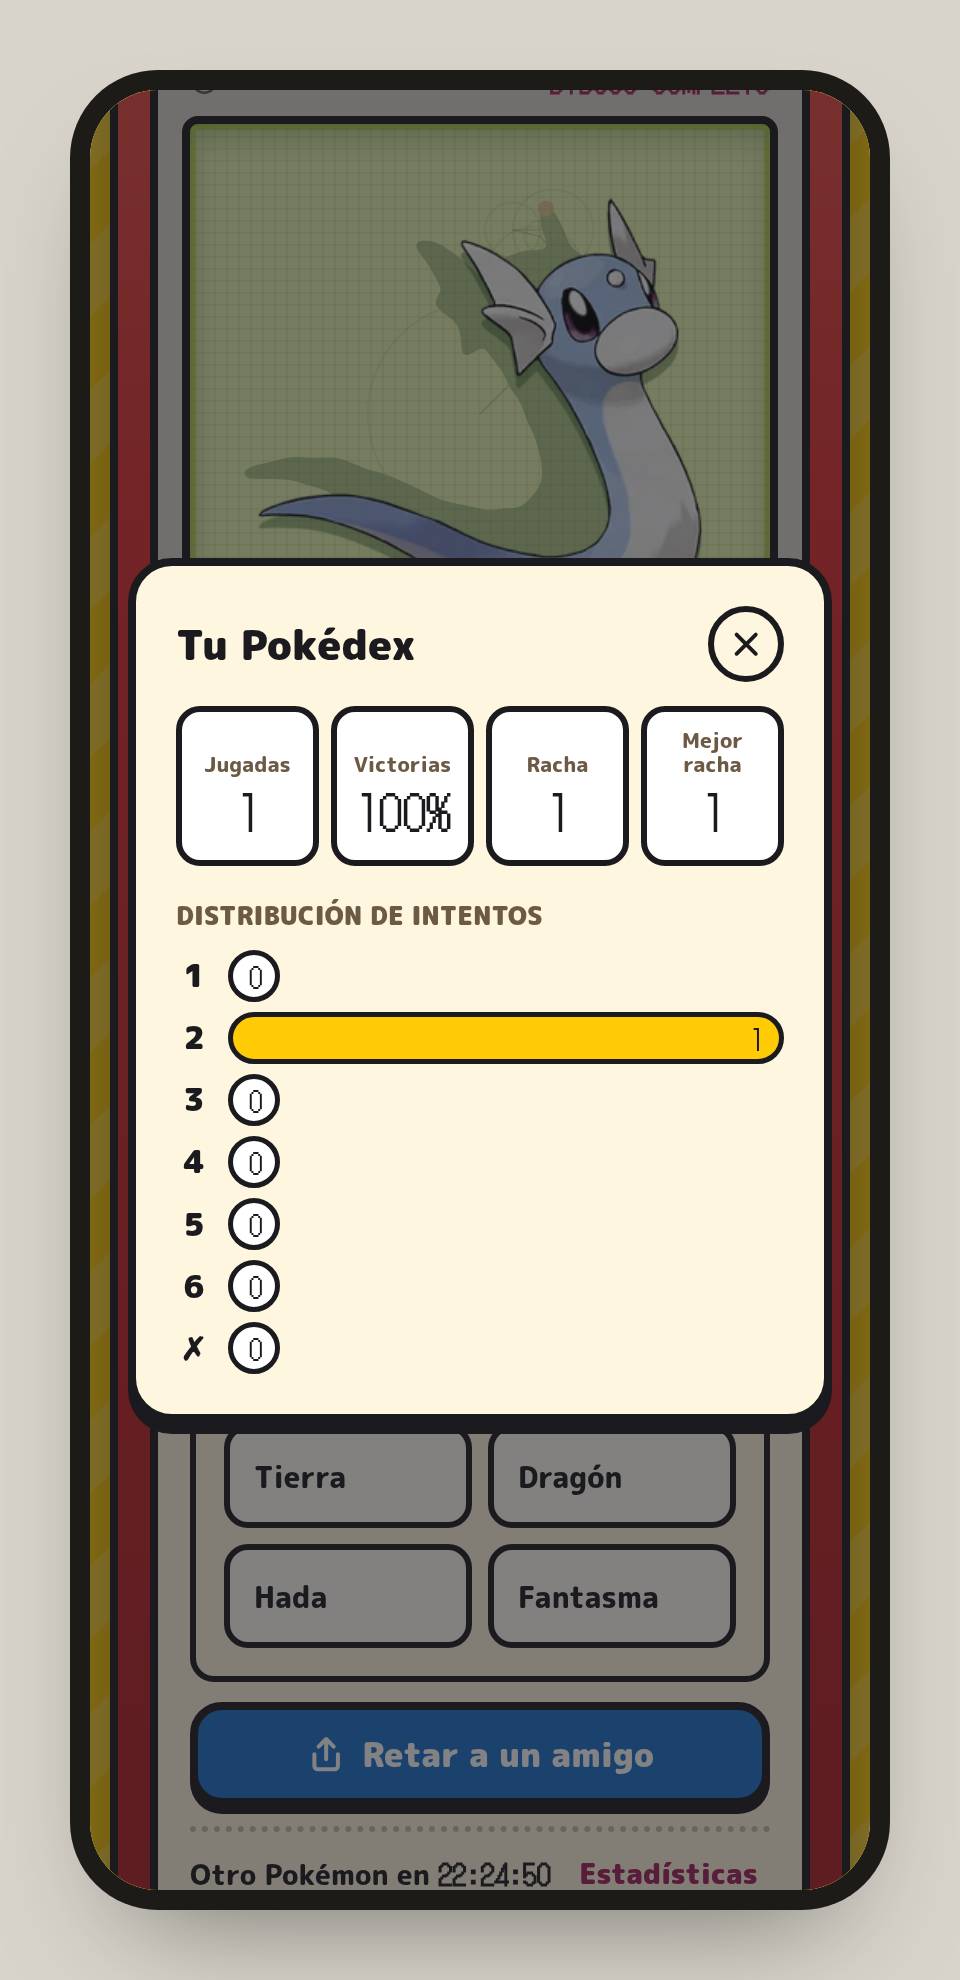 Tu Pokédex
Jugadas
1
Victorias
100%
Racha
1
Mejor
racha
1
DISTRIBUCIÓN DE INTENTOS
1 0
2 1
3 0
4 0
5 0
6 0
✗ 0
Tierra
Dragón
Hada
Fantasma
Retar a un amigo
Otro Pokémon en 22:24:50 Estadísticas